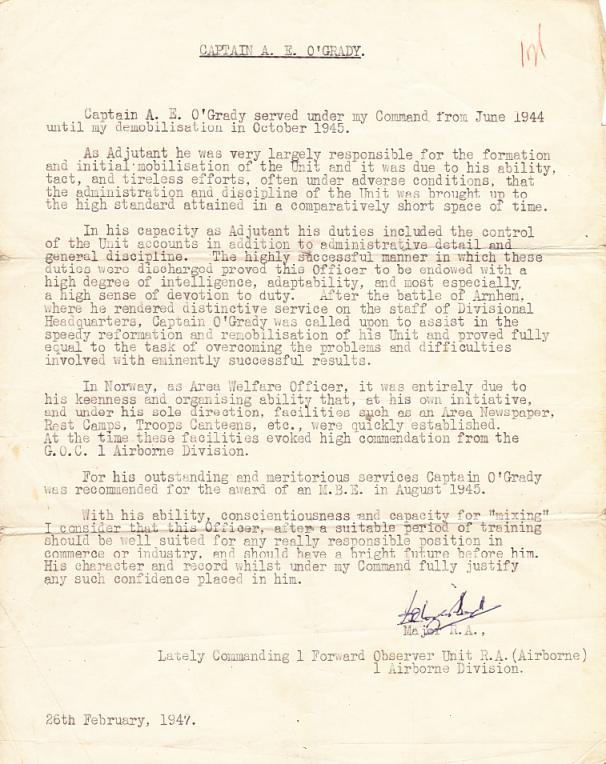 CAPTAIN A. E. O'GRADY.
Captain A. E. O'Grady served under my Command from June 1944
until my demobilisation in October 1945.
As Adjutant he was very largely responsible for the formation
and initial mobilisation of the Unit and it was due to his ability,
tact, and tireless efforts, often under adverse conditions, that
the administration and discipline of the Unit was brought up to
the high standard attained in a comparatively short space of time.
In his capacity as Adjutant his duties included the control
of the Unit accounts in addition to administrative detail and
general discipline. The highly successful manner in which these
duties were discharged proved this Officer to be endowed with a
high degree of intelligence, adaptability, and most especially,
a high sense of devotion to duty. After the battle of Arnhem,
where he rendered distinctive service on the staff of Divisional
Headquarters, Captain O'Grady was called upon to assist in the
speedy reformation and remobilisation of his Unit and proved fully
equal to the task of overcoming the problems and difficulties
involved with eminently successful results.
In Norway, as Area Welfare Officer, it was entirely due to
his keenness and organising ability that, at his own initiative,
and under his sole direction, facilities such as an Area Newspaper,
Rest Camps, Troops Canteens, etc., were quickly established.
At the time these facilities evoked high commendation from the
G.O.C. 1 Airborne Division.
For his outstanding and meritorious services Captain O'Grady
was recommended for the award of an M.B.E. in August 1945.
With his ability, conscientiousness and capacity for "mixing"
I consider that this Officer, after a suitable period of training
should be well suited for any really responsible position in
commerce or industry, and should have a bright future before him.
His character and record whilst under my Command fully justify
any such confidence placed in him.
Major R.A.,
Lately Commanding 1 Forward Observer Unit R.A.(Airborne)
1 Airborne Division.
26th February, 1947.